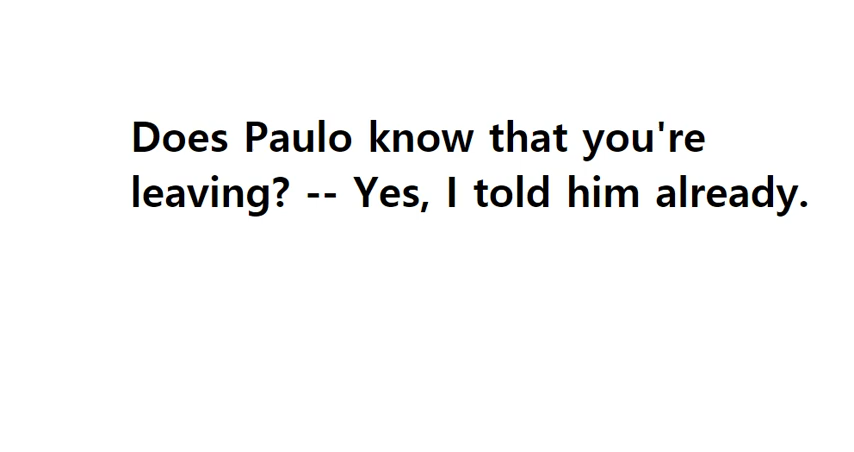 Does Paulo know that you're
leaving? -- Yes, I told him already.